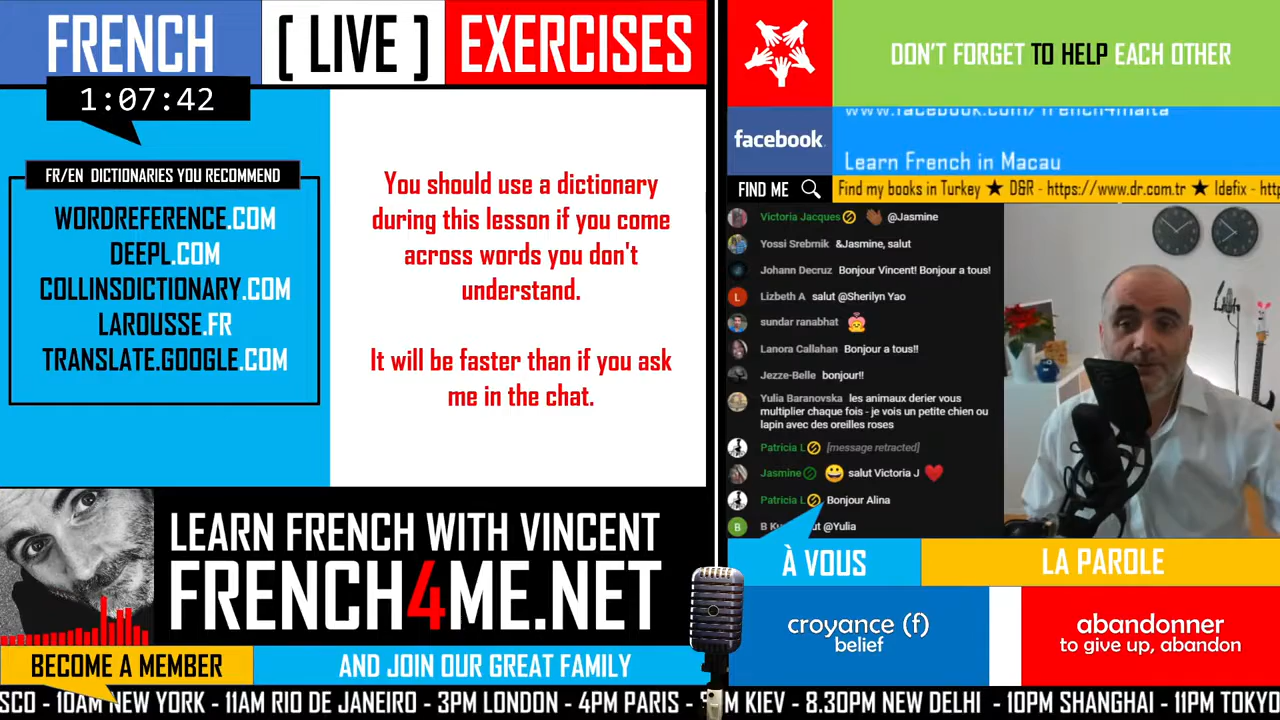 FRENCH
[ LIVE ]
EXERCISES
1:07:42
FR/EN DICTIONARIES YOU RECOMMEND
WORDREFERENCE.COM
DEEPL.COM
COLLINSDICTIONARY.COM
LAROUSSE.FR
TRANSLATE.GOOGLE.COM
You should use a dictionary
during this lesson if you come
across words you don't
understand.
It will be faster than if you ask
me in the chat.
LEARN FRENCH WITH VINCENT
FRENCH4ME.NET
BECOME A MEMBER
AND JOIN OUR GREAT FAMILY
DON'T FORGET TO HELP EACH OTHER
facebook.
www.facebook.com/french4malta
Learn French in Macau
FIND ME
Find my books in Turkey ★ D&R - https://www.dr.com.tr ★ Idefix - http
Victoria Jacques @Jasmine
Yossi Srebrnik &Jasmine, salut
Johann Decruz Bonjour Vincent! Bonjour a tous!
Lizbeth A salut @Sherilyn Yao
sundar ranabhat
Lanora Callahan Bonjour a tous!!
Jezze-Belle bonjour!!
Yulia Baranovska les animaux derier vous
multiplier chaque fois - je vois un petite chien ou
lapin avec des oreilles roses
Patricia L [message retracted]
Jasmine salut Victoria J
Patricia L Bonjour Alina
@Yulia
À VOUS
LA PAROLE
croyance (f)
belief
abandonner
to give up, abandon
SCO - 10AM NEW YORK - 11AM RIO DE JANEIRO - 3PM LONDON - 4PM PARIS - KIEV - 8.30PM NEW DELHI - 10PM SHANGHAI - 11PM TOKYO